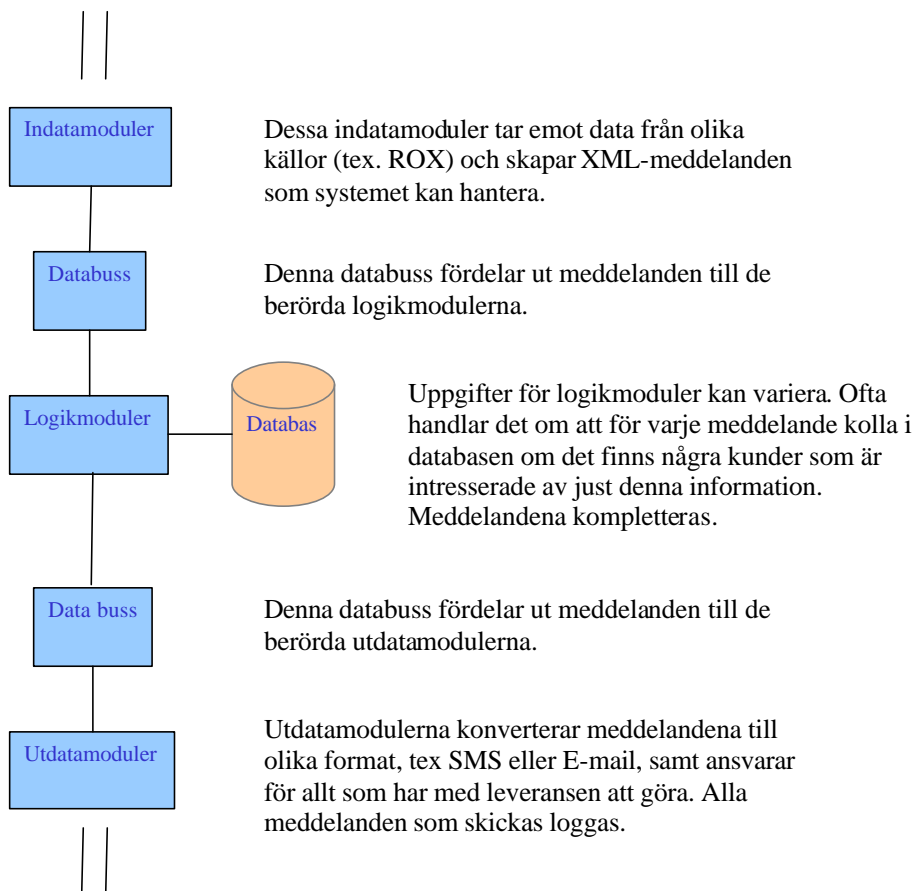 Indatamoduler
Dessa indatamoduler tar emot data från olika
källor (tex. ROX) och skapar XML-meddelanden
som systemet kan hantera.
Databuss
Denna databuss fördelar ut meddelanden till de
berörda logikmodulerna.
Logikmoduler
Databas
Uppgifter för logikmoduler kan variera. Ofta
handlar det om att för varje meddelande kolla i
databasen om det finns några kunder som är
intresserade av just denna information.
Meddelandena kompletteras.
Data buss
Denna databuss fördelar ut meddelanden till de
berörda utdatamodulerna.
Utdatamoduler
Utdatamodulerna konverterar meddelandena till
olika format, tex SMS eller E-mail, samt ansvarar
för allt som har med leveransen att göra. Alla
meddelanden som skickas loggas.